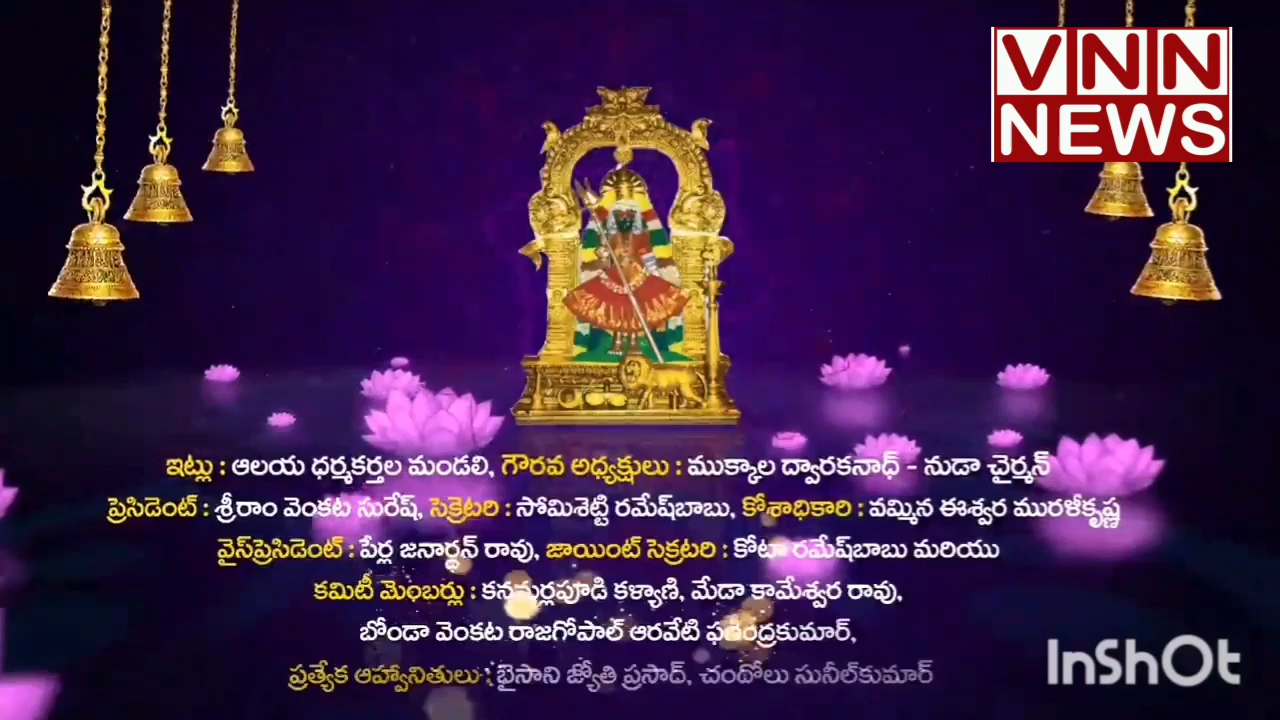 VNN
NEWS
ఇట్లు : ఆలయ ధర్మకర్తల మండలి, గౌరవ అధ్యక్షులు : ముక్కాల ద్వారకనాధ్ - నుడా చైర్మన్
ప్రెసిడెంట్ : శ్రీరాం వెంకట సురేష్, సెక్రెటరి : సోమిశెట్టి రమేష్‌బాబు, కోశాధికారి : వమ్మిన ఈశ్వర మురళీకృష్ణ
వైస్‌ప్రెసిడెంట్ : పేర్ల జనార్ధన్ రావు, జాయింట్ సెక్రటరి : కోటా రమేష్‌బాబు మరియు
కమిటీ మెంబర్లు : కనమర్లపూడి కళ్యాణి, మేడా కామేశ్వర రావు,
బోండా వెంకట రాజగోపాల్ ఆరవేటి ఫణింద్రకుమార్,
ప్రత్యేక ఆహ్వానితులు : బైసాని జ్యోతి ప్రసాద్, చందోలు సునీల్‌కుమార్
InShOt